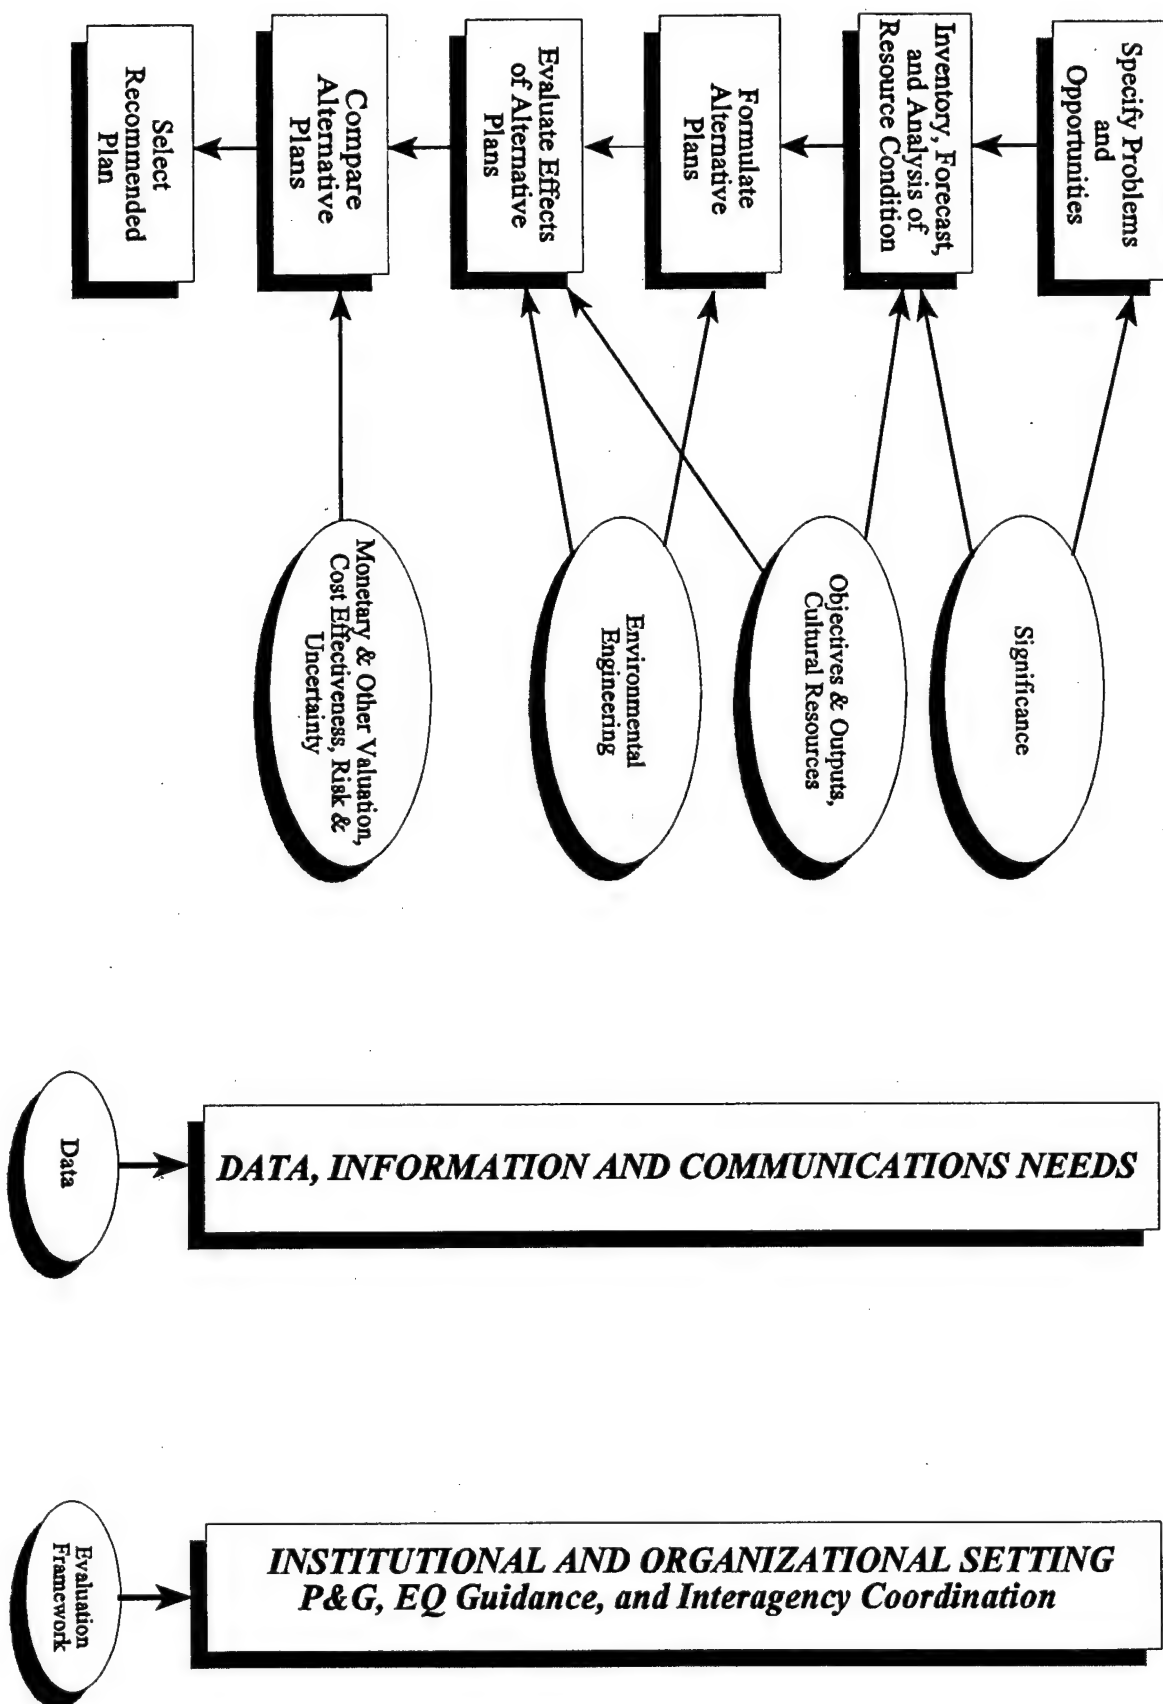 Specify Problems
and
Opportunities
Inventory, Forecast,
and Analysis of
Resource Condition
Formulate
Alternative
Plans
Evaluate Effects
of Alternative
Plans
Compare
Alternative
Plans
Select
Recommended
Plan
Significance
Objectives & Outputs,
Cultural Resources
Environmental
Engineering
Monetary & Other Valuation,
Cost Effectiveness, Risk &
Uncertainty
DATA, INFORMATION AND COMMUNICATIONS NEEDS
Data
INSTITUTIONAL AND ORGANIZATIONAL SETTING
P&G, EQ Guidance, and Interagency Coordination
Evaluation
Framework